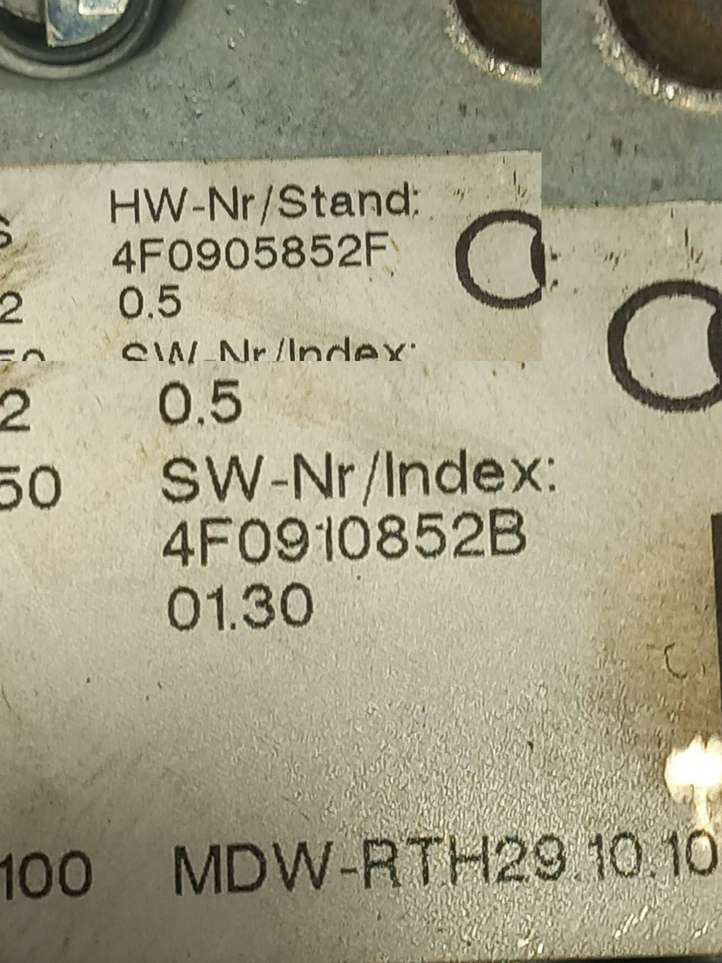 HW-Nr/Stand:
4F0905852F
2 0.5
2 0.5
50 SW-Nr/Index:
4F0910852B
01.30
100 MDW-RTH29.10.10